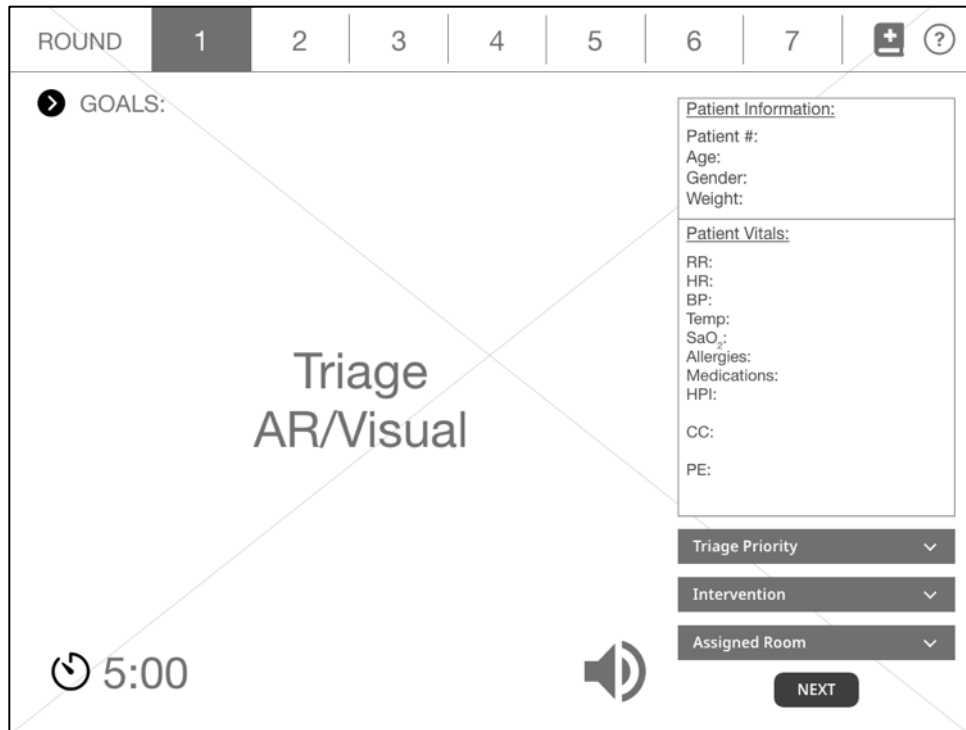 ROUND 1 2 3 4 5 6 7 ?
GOALS:
Triage
AR/Visual
5:00
Patient Information:
Patient #:
Age:
Gender:
Weight:
Patient Vitals:
RR:
HR:
BP:
Temp:
SaO₂:
Allergies:
Medications:
HPI:
CC:
PE:
Triage Priority
Intervention
Assigned Room
NEXT